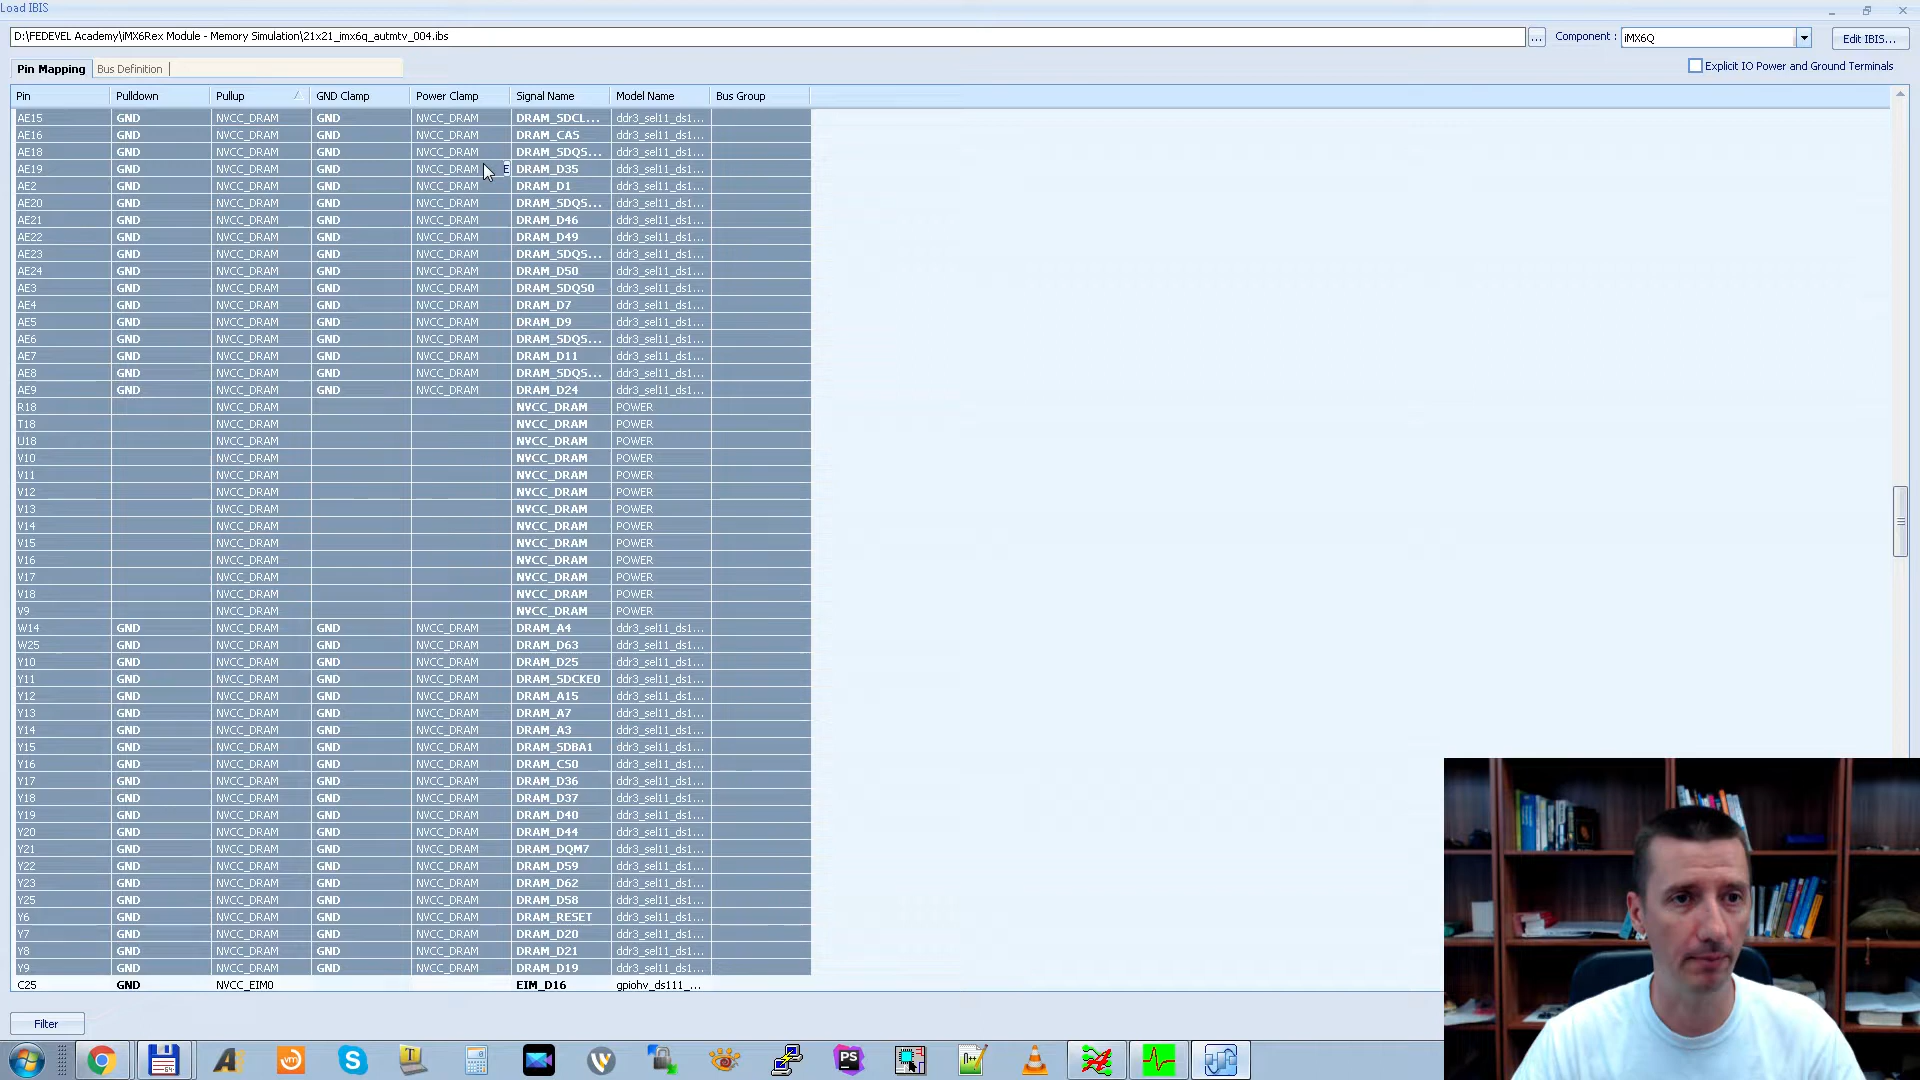 Load IBIS
D:\FEDEVEL Academy\iMX6Rex Module - Memory Simulation\21x21_imx6q_autmtv_004.ibs
...
Component :
iMX6Q
Edit IBIS...
Pin Mapping
Bus Definition
Explicit IO Power and Ground Terminals
Pin Pulldown Pullup GND Clamp Power Clamp Signal Name Model Name Bus Group
AE15 GND NVCC_DRAM GND NVCC_DRAM DRAM_SDCL... ddr3_sel11_ds1...
AE16 GND NVCC_DRAM GND NVCC_DRAM DRAM_CAS ddr3_sel11_ds1...
AE18 GND NVCC_DRAM GND NVCC_DRAM DRAM_SDQS... ddr3_sel11_ds1...
AE19 GND NVCC_DRAM GND NVCC_DRAM E DRAM_D35 ddr3_sel11_ds1...
AE2 GND NVCC_DRAM GND NVCC_DRAM DRAM_D1 ddr3_sel11_ds1...
AE20 GND NVCC_DRAM GND NVCC_DRAM DRAM_SDQS... ddr3_sel11_ds1...
AE21 GND NVCC_DRAM GND NVCC_DRAM DRAM_D46 ddr3_sel11_ds1...
AE22 GND NVCC_DRAM GND NVCC_DRAM DRAM_D49 ddr3_sel11_ds1...
AE23 GND NVCC_DRAM GND NVCC_DRAM DRAM_SDQS... ddr3_sel11_ds1...
AE24 GND NVCC_DRAM GND NVCC_DRAM DRAM_D50 ddr3_sel11_ds1...
AE3 GND NVCC_DRAM GND NVCC_DRAM DRAM_SDQS0 ddr3_sel11_ds1...
AE4 GND NVCC_DRAM GND NVCC_DRAM DRAM_D7 ddr3_sel11_ds1...
AE5 GND NVCC_DRAM GND NVCC_DRAM DRAM_D9 ddr3_sel11_ds1...
AE6 GND NVCC_DRAM GND NVCC_DRAM DRAM_SDQS... ddr3_sel11_ds1...
AE7 GND NVCC_DRAM GND NVCC_DRAM DRAM_D11 ddr3_sel11_ds1...
AE8 GND NVCC_DRAM GND NVCC_DRAM DRAM_SDQS... ddr3_sel11_ds1...
AE9 GND NVCC_DRAM GND NVCC_DRAM DRAM_D24 ddr3_sel11_ds1...
R18 NVCC_DRAM NVCC_DRAM POWER
T18 NVCC_DRAM NVCC_DRAM POWER
U18 NVCC_DRAM NVCC_DRAM POWER
V10 NVCC_DRAM NVCC_DRAM POWER
V11 NVCC_DRAM NVCC_DRAM POWER
V12 NVCC_DRAM NVCC_DRAM POWER
V13 NVCC_DRAM NVCC_DRAM POWER
V14 NVCC_DRAM NVCC_DRAM POWER
V15 NVCC_DRAM NVCC_DRAM POWER
V16 NVCC_DRAM NVCC_DRAM POWER
V17 NVCC_DRAM NVCC_DRAM POWER
V18 NVCC_DRAM NVCC_DRAM POWER
V9 NVCC_DRAM NVCC_DRAM POWER
W14 GND NVCC_DRAM GND NVCC_DRAM DRAM_A4 ddr3_sel11_ds1...
W25 GND NVCC_DRAM GND NVCC_DRAM DRAM_D63 ddr3_sel11_ds1...
Y10 GND NVCC_DRAM GND NVCC_DRAM DRAM_D25 ddr3_sel11_ds1...
Y11 GND NVCC_DRAM GND NVCC_DRAM DRAM_SDCKE0 ddr3_sel11_ds1...
Y12 GND NVCC_DRAM GND NVCC_DRAM DRAM_A15 ddr3_sel11_ds1...
Y13 GND NVCC_DRAM GND NVCC_DRAM DRAM_A7 ddr3_sel11_ds1...
Y14 GND NVCC_DRAM GND NVCC_DRAM DRAM_A3 ddr3_sel11_ds1...
Y15 GND NVCC_DRAM GND NVCC_DRAM DRAM_SDBA1 ddr3_sel11_ds1...
Y16 GND NVCC_DRAM GND NVCC_DRAM DRAM_CS0 ddr3_sel11_ds1...
Y17 GND NVCC_DRAM GND NVCC_DRAM DRAM_D36 ddr3_sel11_ds1...
Y18 GND NVCC_DRAM GND NVCC_DRAM DRAM_D37 ddr3_sel11_ds1...
Y19 GND NVCC_DRAM GND NVCC_DRAM DRAM_D40 ddr3_sel11_ds1...
Y20 GND NVCC_DRAM GND NVCC_DRAM DRAM_D44 ddr3_sel11_ds1...
Y21 GND NVCC_DRAM GND NVCC_DRAM DRAM_DQM7 ddr3_sel11_ds1...
Y22 GND NVCC_DRAM GND NVCC_DRAM DRAM_D59 ddr3_sel11_ds1...
Y23 GND NVCC_DRAM GND NVCC_DRAM DRAM_D62 ddr3_sel11_ds1...
Y25 GND NVCC_DRAM GND NVCC_DRAM DRAM_D58 ddr3_sel11_ds1...
Y6 GND NVCC_DRAM GND NVCC_DRAM DRAM_RESET ddr3_sel11_ds1...
Y7 GND NVCC_DRAM GND NVCC_DRAM DRAM_D20 ddr3_sel11_ds1...
Y8 GND NVCC_DRAM GND NVCC_DRAM DRAM_D21 ddr3_sel11_ds1...
Y9 GND NVCC_DRAM GND NVCC_DRAM DRAM_D19 ddr3_sel11_ds1...
C25 GND NVCC_EIM0 EIM_D16 gpiohv_ds111_...
Filter